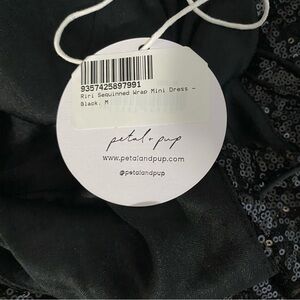 9357425897991
Riri Sequinned Wrap Mini Dress -
Black, M
petal + pup
www.petalandpup.com
@petalandpup